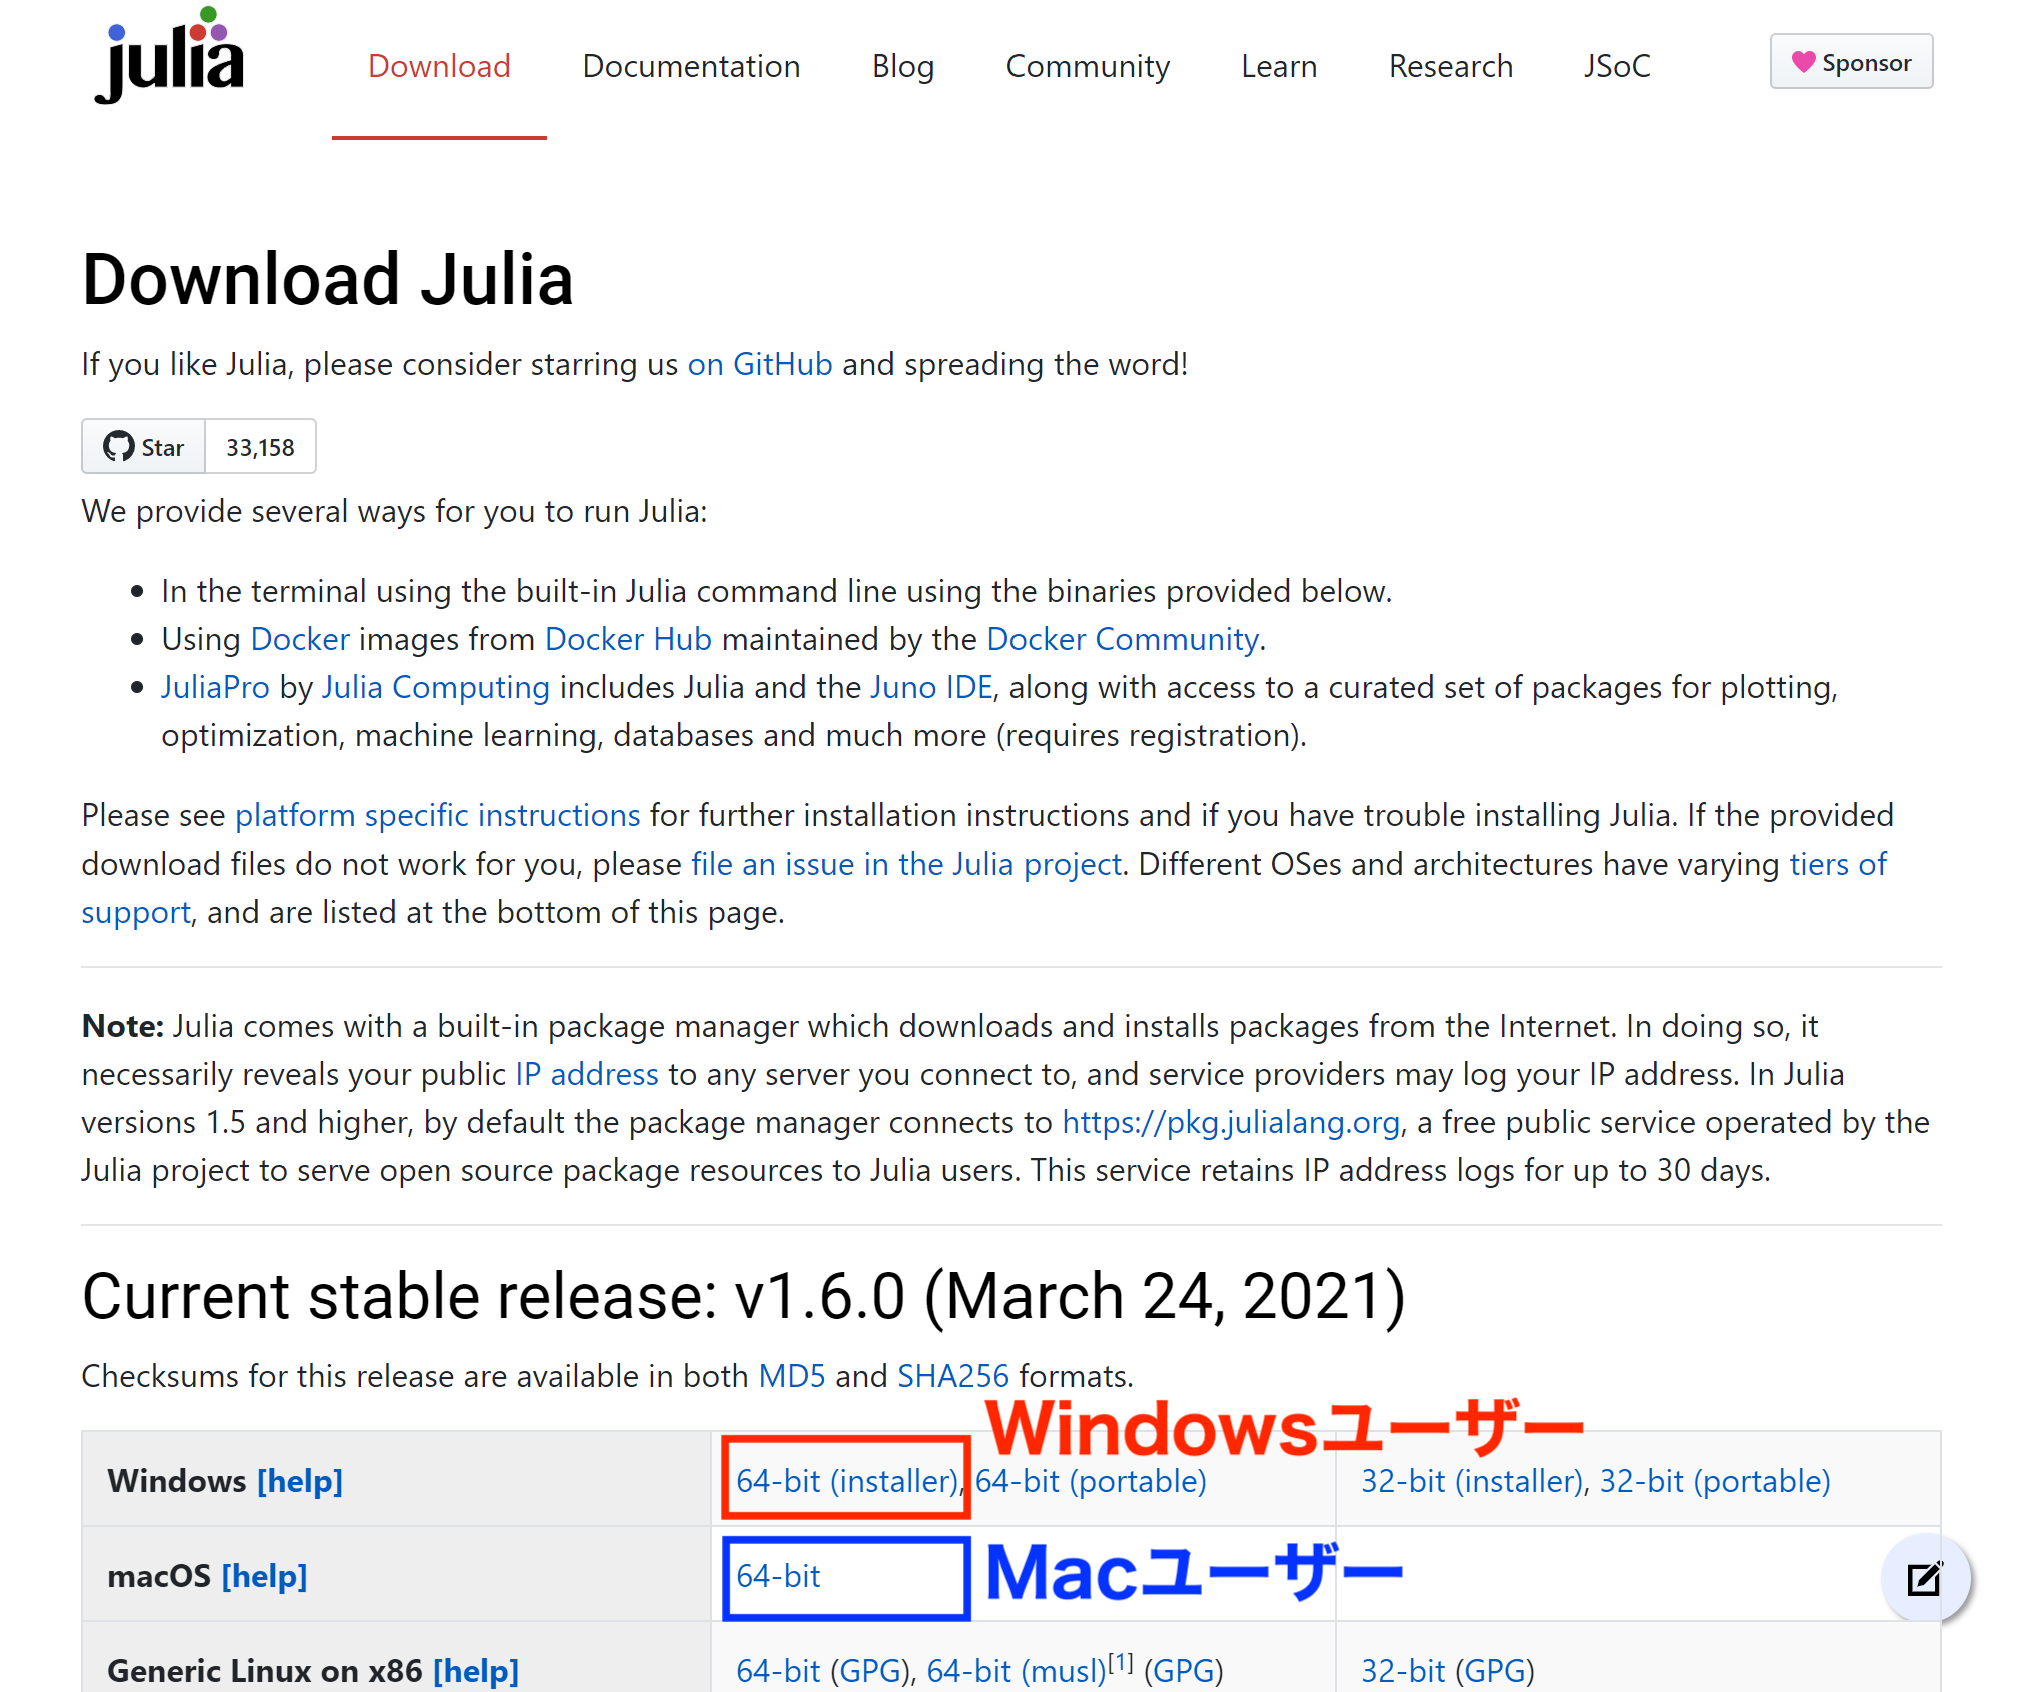 julia
Download Documentation Blog Community Learn Research JSoC Sponsor
Download Julia
If you like Julia, please consider starring us on GitHub and spreading the word!
Star 33,158
We provide several ways for you to run Julia:
In the terminal using the built-in Julia command line using the binaries provided below.
Using Docker images from Docker Hub maintained by the Docker Community.
JuliaPro by Julia Computing includes Julia and the Juno IDE, along with access to a curated set of packages for plotting,
optimization, machine learning, databases and much more (requires registration).
Please see platform specific instructions for further installation instructions and if you have trouble installing Julia. If the provided
download files do not work for you, please file an issue in the Julia project. Different OSes and architectures have varying tiers of
support, and are listed at the bottom of this page.
Note: Julia comes with a built-in package manager which downloads and installs packages from the Internet. In doing so, it
necessarily reveals your public IP address to any server you connect to, and service providers may log your IP address. In Julia
versions 1.5 and higher, by default the package manager connects to https://pkg.julialang.org, a free public service operated by the
Julia project to serve open source package resources to Julia users. This service retains IP address logs for up to 30 days.
Current stable release: v1.6.0 (March 24, 2021)
Checksums for this release are available in both MD5 and SHA256 formats.
Windowsユーザー
Windows [help] 64-bit (installer), 64-bit (portable) 32-bit (installer), 32-bit (portable)
macOS [help] 64-bit Macユーザー
Generic Linux on x86 [help] 64-bit (GPG), 64-bit (musl)[1] (GPG) 32-bit (GPG)